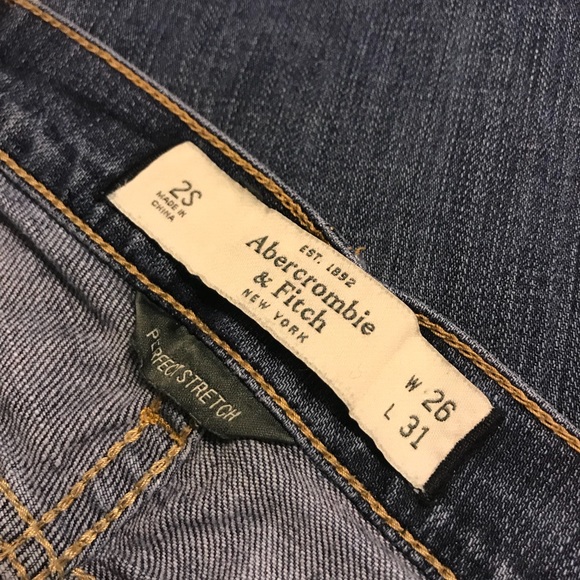 2S
MADE IN
CHINA
EST. 1892
Abercrombie
& Fitch
NEW YORK
W 26
L 31
STRETCH